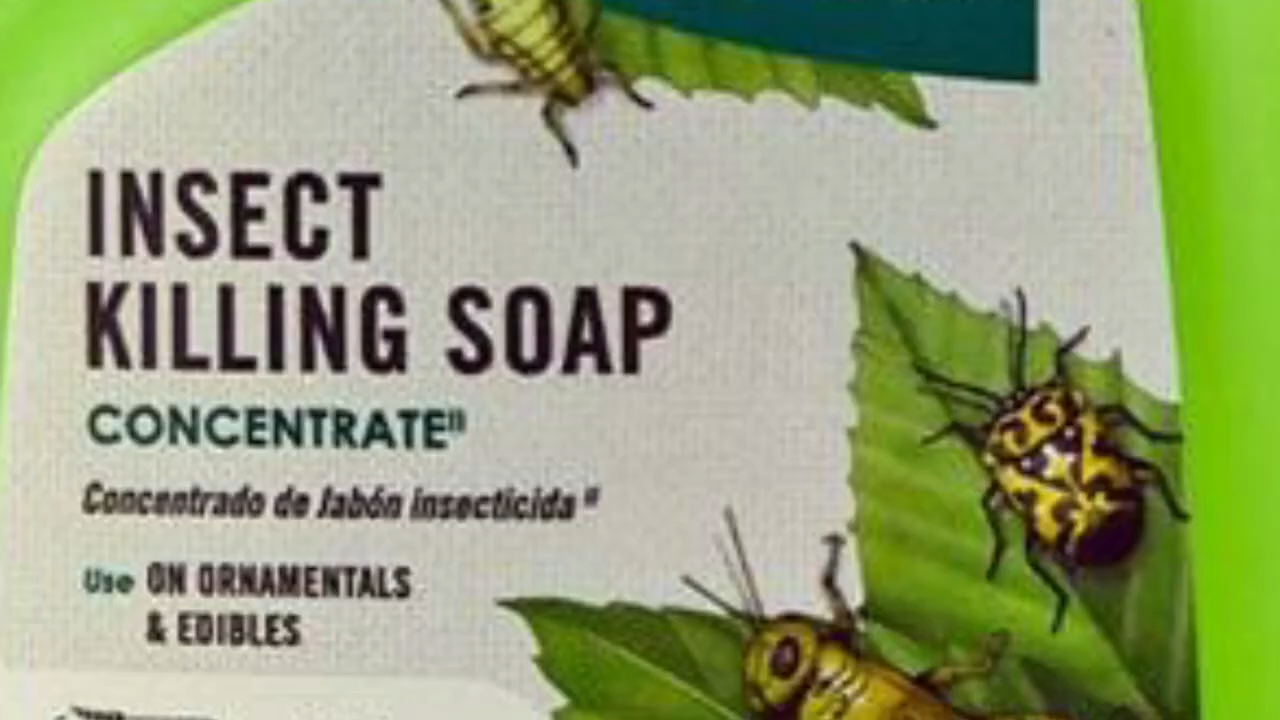 INSECT
KILLING SOAP
CONCENTRATE"
Concentrado de Jabón insecticida "
Use ON ORNAMENTALS
& EDIBLES